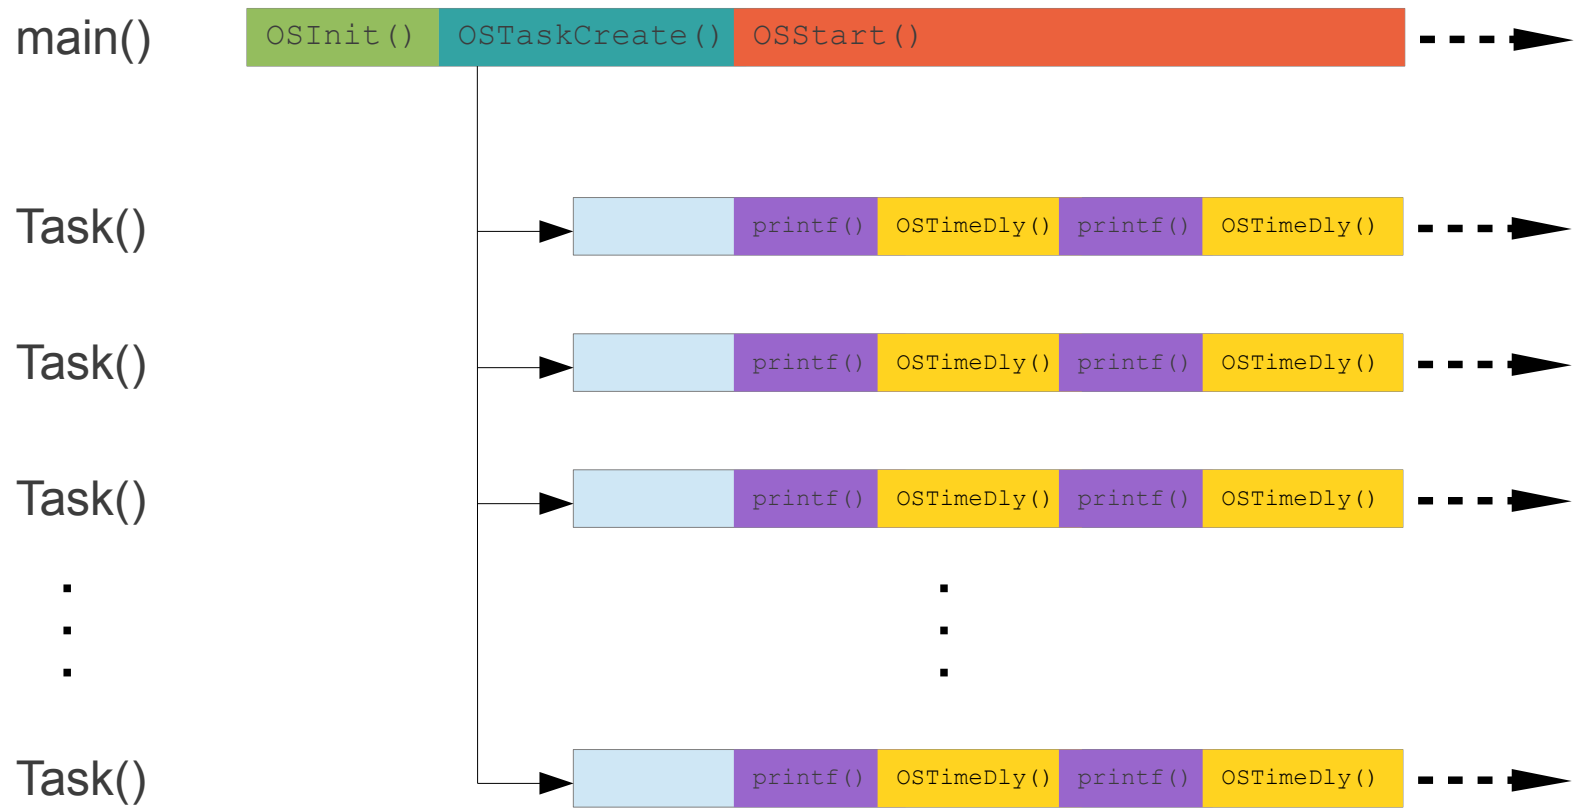 main() OSInit() OSTaskCreate() OSStart()
Task() printf() OSTimeDly() printf() OSTimeDly()
Task() printf() OSTimeDly() printf() OSTimeDly()
Task() printf() OSTimeDly() printf() OSTimeDly()
. .
. .
. .
Task() printf() OSTimeDly() printf() OSTimeDly()